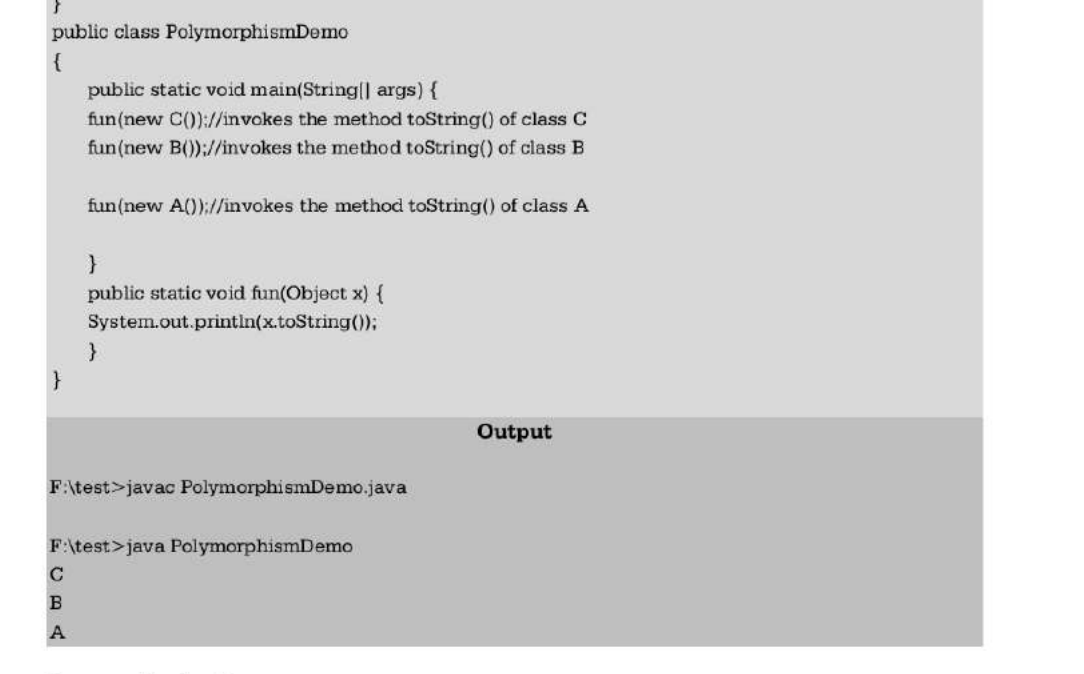 }
public class PolymorphismDemo
{
public static void main(String[] args) {
fun(new C());//invokes the method toString() of class C
fun(new B());//invokes the method toString() of class B
fun(new A());//invokes the method toString() of class A
}
public static void fun(Object x) {
System.out.println(x.toString());
}
}
Output
F:\test>javac PolymorphismDemo.java
F:\test>java PolymorphismDemo
C
B
A